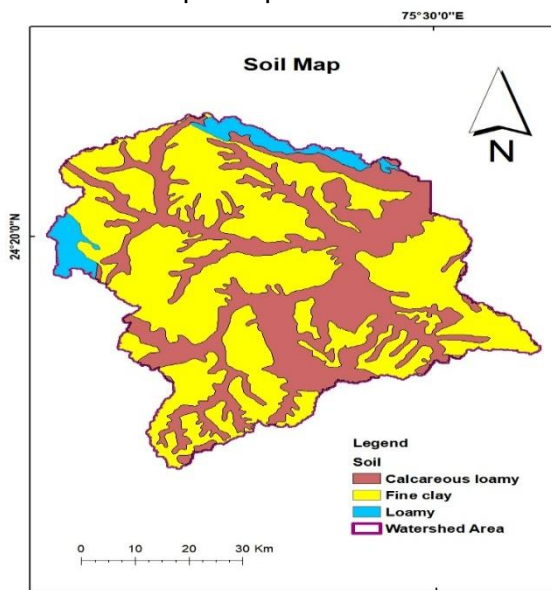 75°30'0"E
Soil Map
N
24°20'0"N
Legend
Soil
Calcareous loamy
Fine clay
Loamy
Watershed Area
0 5 10 20 30 Km